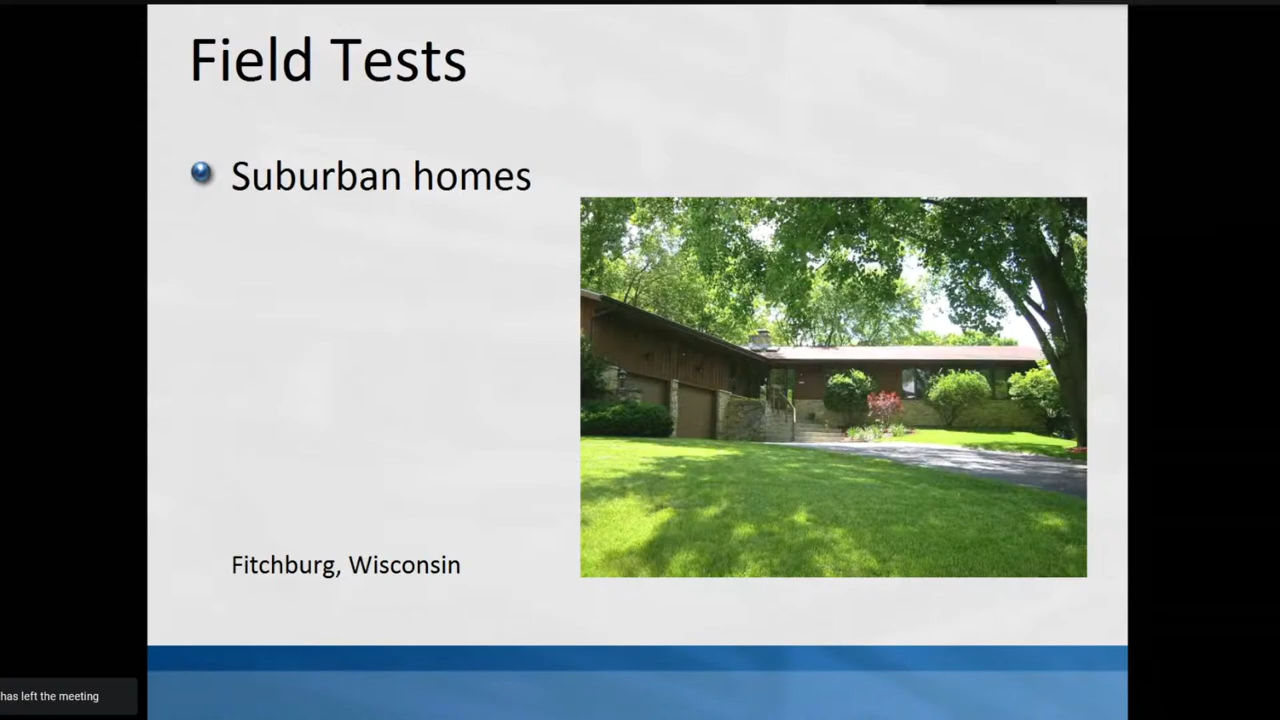 Field Tests
Suburban homes
Fitchburg, Wisconsin
has left the meeting